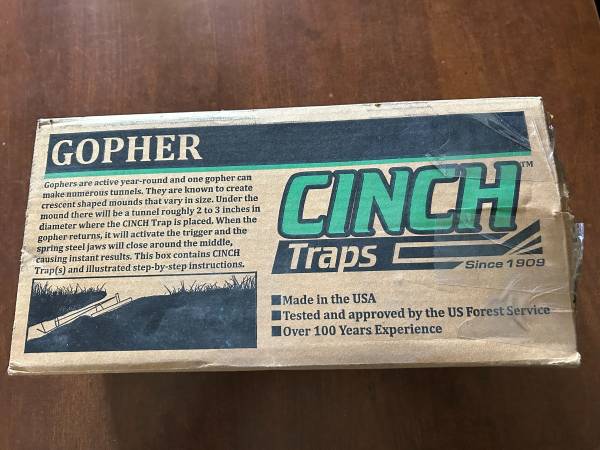 GOPHER
Gophers are active year-round and one gopher can
make numerous tunnels. They are known to create
crescent shaped mounds that vary in size. Under the
mound there will be a tunnel roughly 2 to 3 inches in
diameter where the CINCH Trap is placed. When the
gopher returns, it will activate the trigger and the
spring steel jaws will close around the middle,
causing instant results. This box contains CINCH
Trap(s) and illustrated step-by-step instructions.
CINCH™
Traps
Since 1909
Made in the USA
Tested and approved by the US Forest Service
Over 100 Years Experience